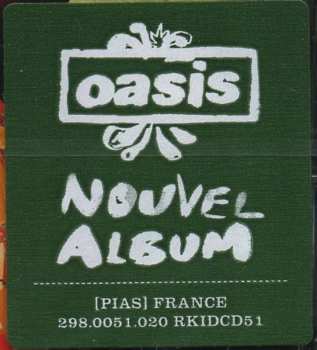 oasis
NOUVEL
ALBUM
[PIAS] FRANCE
298.0051.020 RKIDCD51